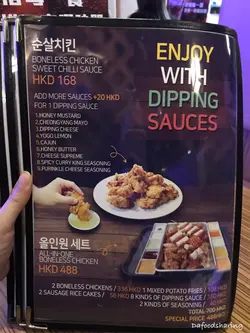 순살치킨
BONELESS CHICKEN
SWEET CHILLI SAUCE
HKD 168
ADD MORE SAUCES +20 HKD
FOR 1 DIPPING SAUCE
1.HONEY MUSTARD
2.CHEONGYANG MAYO
3.DIPPING CHEESE
4.YOGO LEMON
5.CAJUN
6.HONEY BUTTER
7.CHEESE SUPREME
8.SPICY CURRY KING SEASONING
9.PURINKLE CHEESE SEASONING
ENJOY
WITH
DIPPING
SAUCES
올인원 세트
ALL-IN-ONE
BONELESS CHICKEN
HKD 488
2 BONELESS CHICKENS / 336 HKD 1 MIXED POTATO FRIES /
2 SAUSAGE RICE CAKES / 8 KINDS OF DIPPING SAUCE /
2 KINDS OF SEASONING /
TOTAL:
SPECIAL PRICE
Dafoodsharing